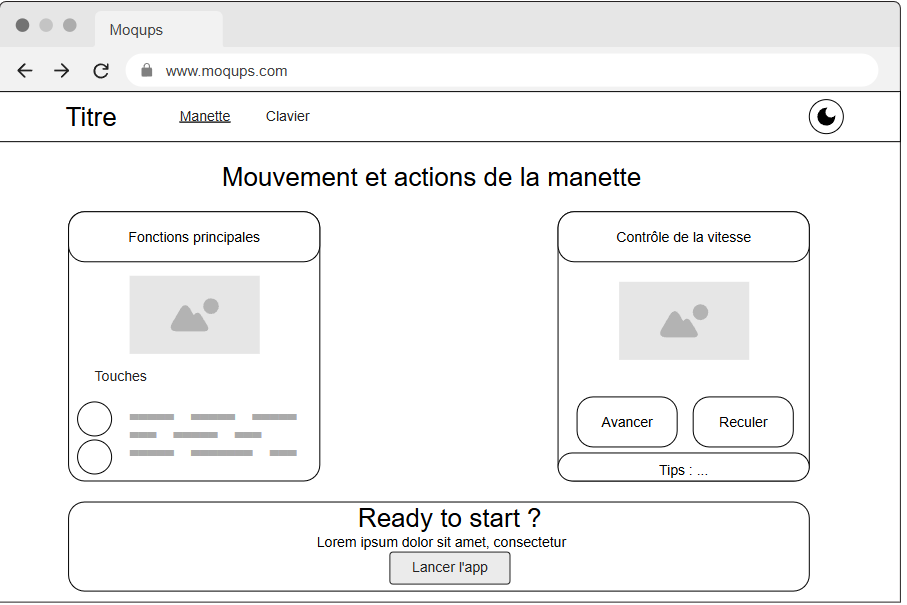 Moqups
www.moqups.com
Titre Manette Clavier
Mouvement et actions de la manette
Fonctions principales
Touches
Contrôle de la vitesse
Avancer Reculer
Tips : ...
Ready to start ?
Lorem ipsum dolor sit amet, consectetur
Lancer l'app